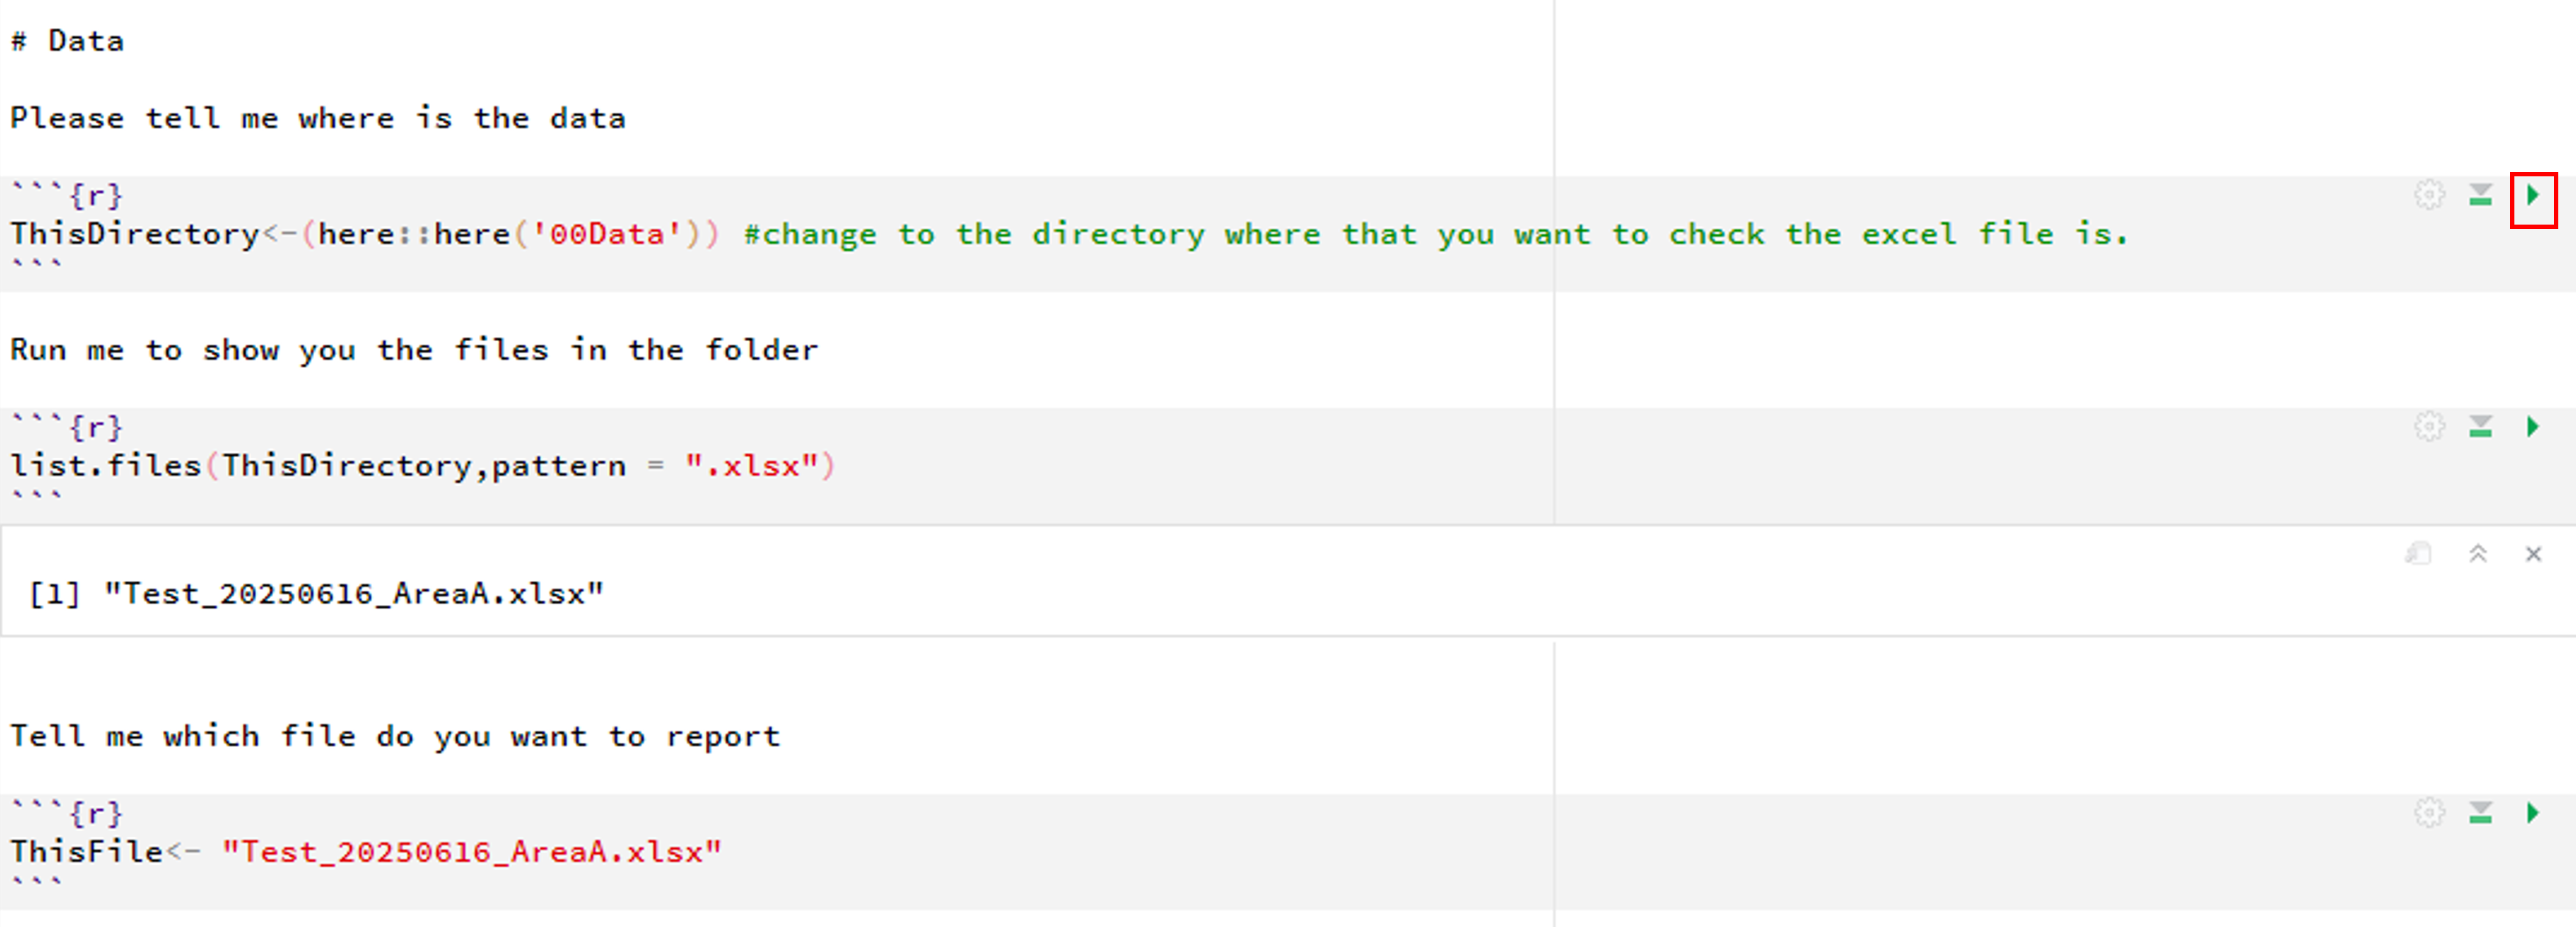 # Data
Please tell me where is the data
```{r}
ThisDirectory<-(here::here('00Data')) #change to the directory where that you want to check the excel file is.
```
Run me to show you the files in the folder
```{r}
list.files(ThisDirectory,pattern = ".xlsx")
```
[1] "Test_20250616_AreaA.xlsx"
Tell me which file do you want to report
```{r}
ThisFile<- "Test_20250616_AreaA.xlsx"
```